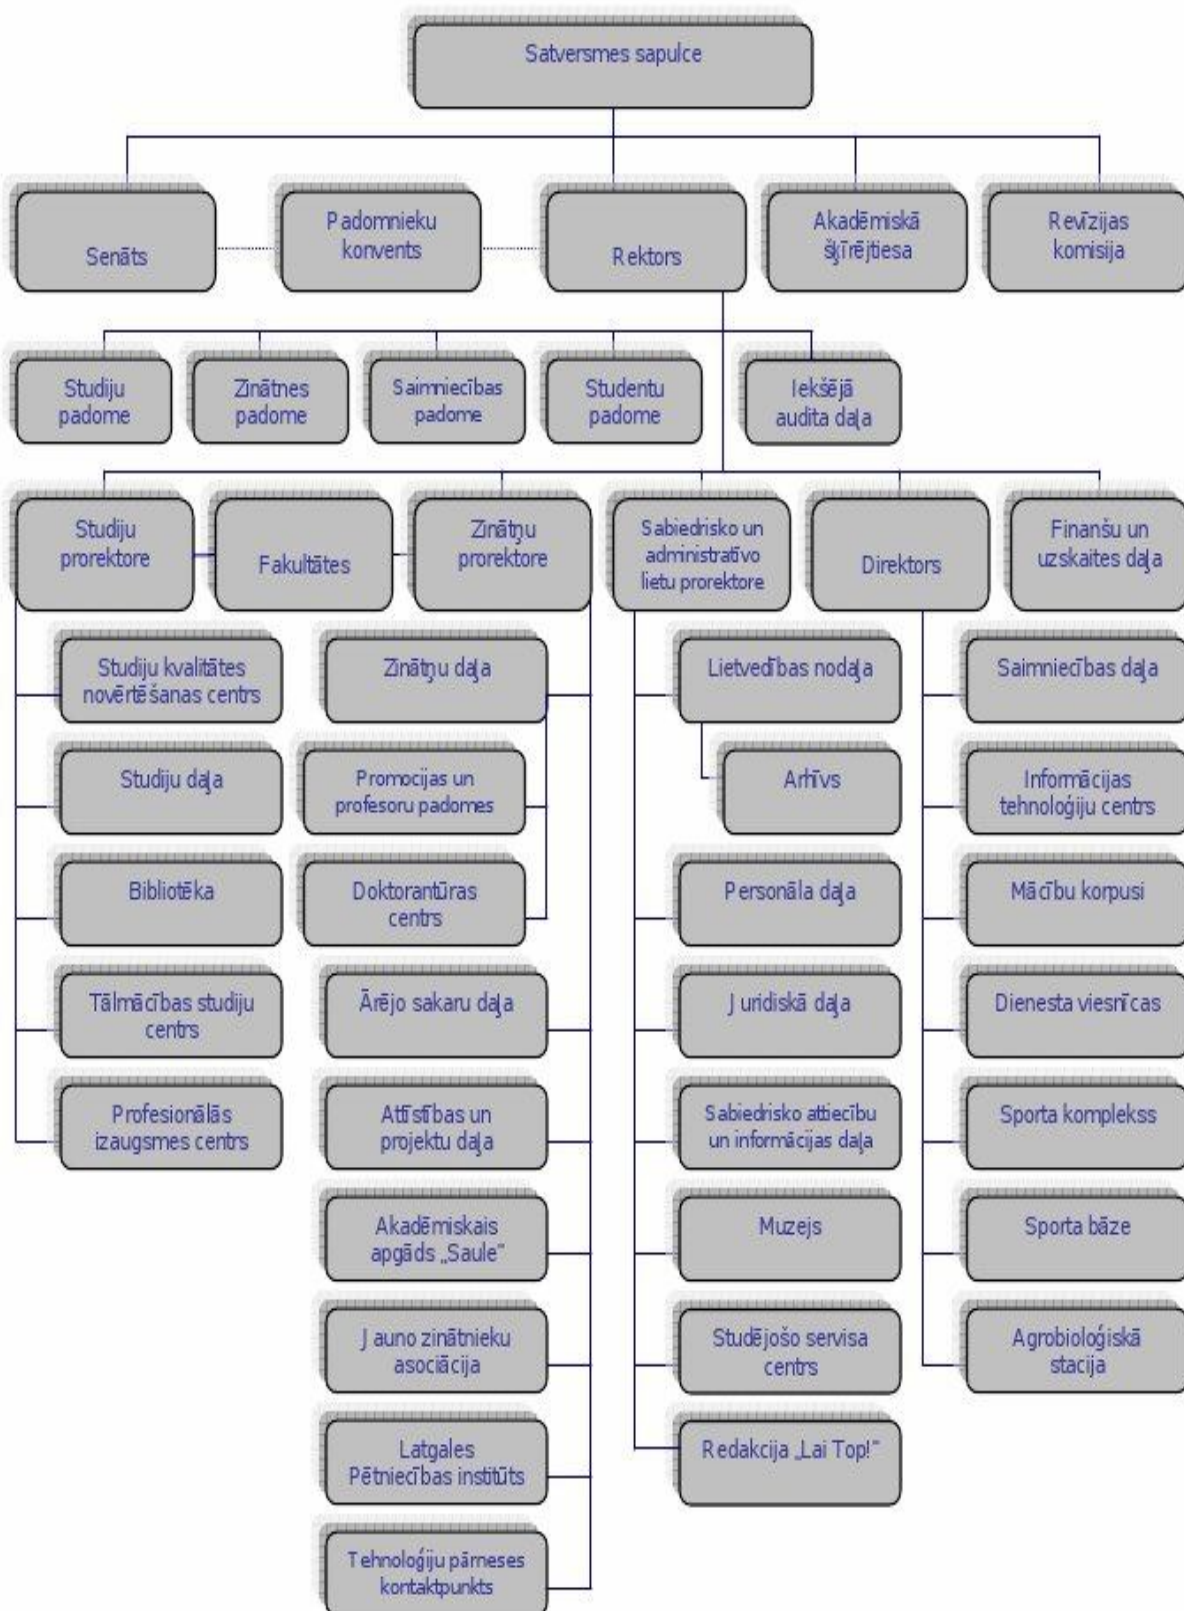 Satversmes sapulce
Senāts
Padomnieku
konvents
Rektors
Akadēmiskā
šķīrējtiesa
Revīzijas
komisija
Studiju
padome
Zinātnes
padome
Saimniecības
padome
Studentu
padome
Iekšējā
audita daļa
Studiju
prorektore
Fakultātes
Zinātņu
prorektore
Sabiedrisko un
administratīvo
lietu prorektore
Direktors
Finanšu un
uzskaites daļa
Studiju kvalitātes
novērtēšanas centrs
Studiju daļa
Bibliotēka
Tālmācības studiju
centrs
Profesionālās
izaugsmes centrs
Zinātņu daļa
Promocijas un
profesoru padomes
Doktorantūras
centrs
Ārējo sakaru daļa
Attīstības un
projektu daļa
Akadēmiskais
apgāds „Saule"
Jauno zinātnieku
asociācija
Latgales
Pētniecības institūts
Tehnoloģiju pārneses
kontaktpunkts
Lietvedības nodaļa
Arhīvs
Personāla daļa
Juridiskā daļa
Sabiedrisko attiecību
un informācijas daļa
Muzejs
Studējošo servisa
centrs
Redakcija „Lai Top!"
Saimniecības daļa
Informācijas
tehnoloģiju centrs
Mācību korpusi
Dienesta viesnīcas
Sporta komplekss
Sporta bāze
Agrobioloģiskā
stacija